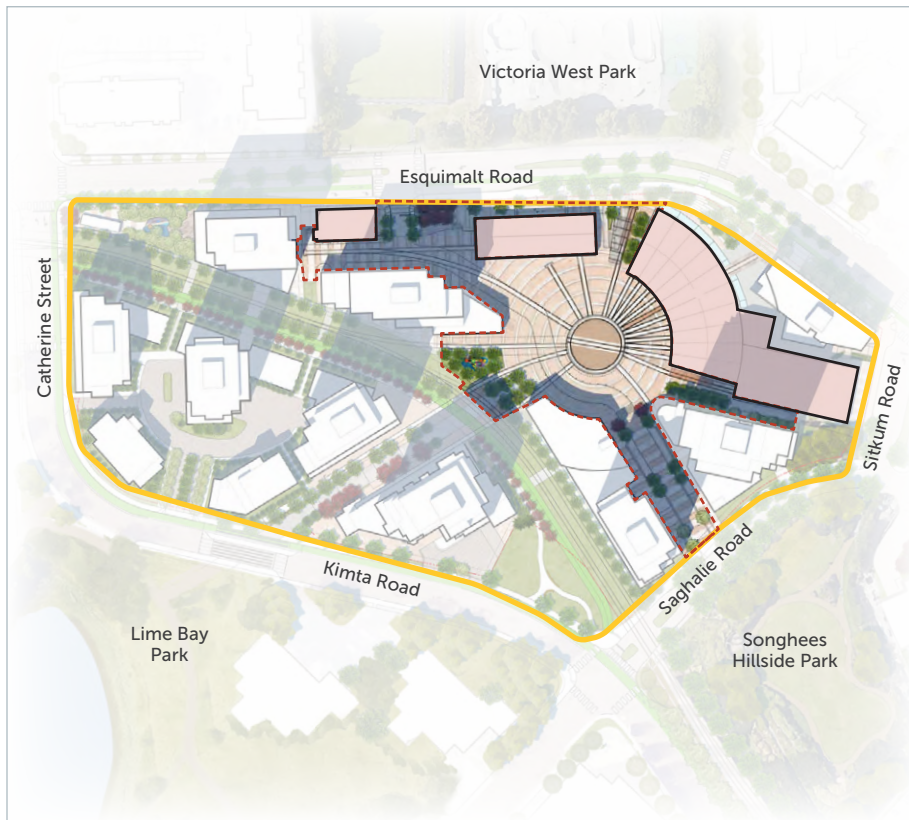 Victoria West Park
Esquimalt Road
Catherine Street
Sitkum Road
Kimta Road
Saghalie Road
Lime Bay
Park
Songhees
Hillside Park